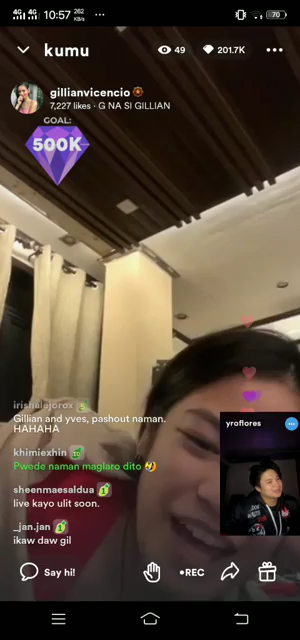 4G 4G 10:57 262 KB/s ... 70
kumu 49 201.7K
gillianvicencio
7,227 likes · G NA SI GILLIAN
GOAL:
500K
irishalejorox
Gillian and yves, pashout naman.
HAHAHA
yroflores
khimiexhin
Pwede naman maglaro dito 🤣
sheenmaesaldua
live kayo ulit soon.
_jan.jan
ikaw daw gil
Say hi! •REC